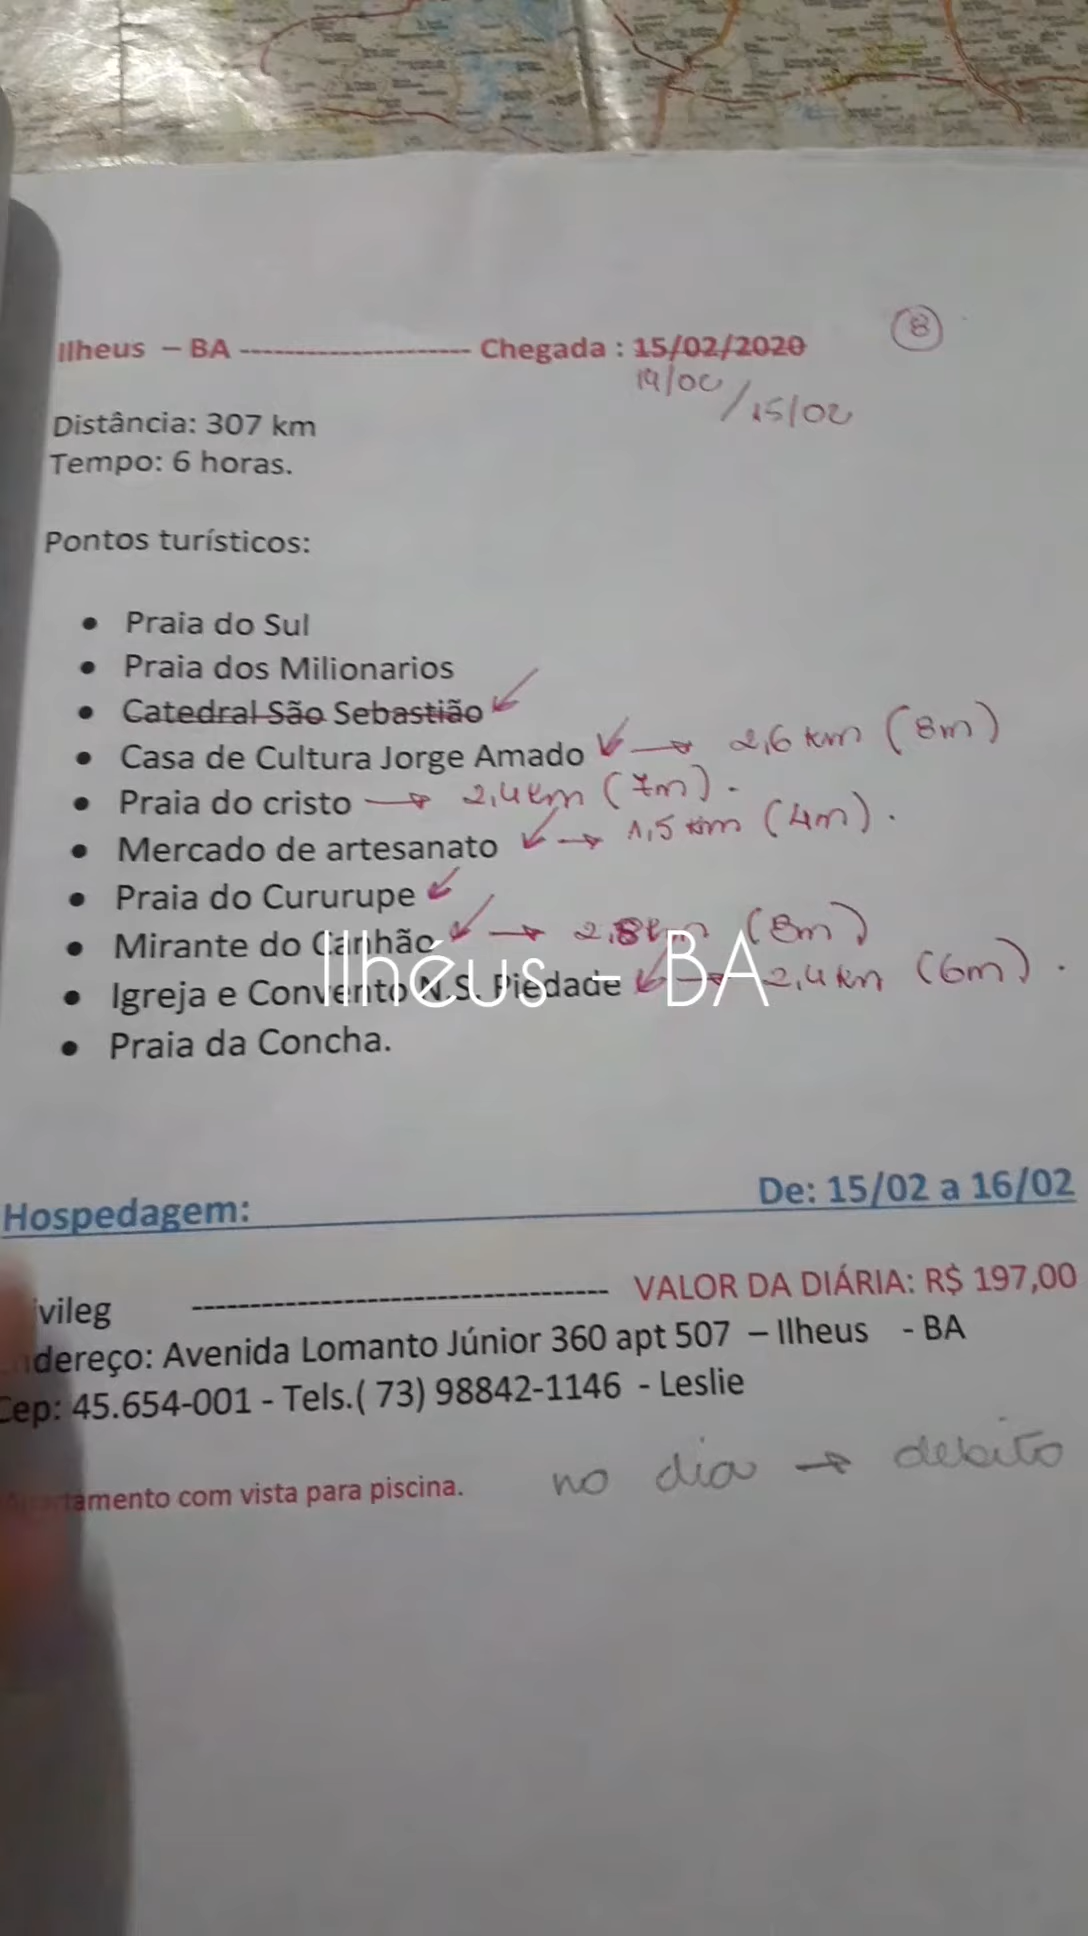 8
Ilheus - BA --------------------- Chegada : 15/02/2020
/15/02
Distância: 307 km
Tempo: 6 horas.
Pontos turísticos:
• Praia do Sul
• Praia dos Milionarios
• Catedral São Sebastião
• Casa de Cultura Jorge Amado → 2,6 km (8m)
• Praia do cristo → 2,4km (7m).
• Mercado de artesanato → 1,5 km (4m).
• Praia do Cururupe
• Mirante do Canhão → 2,8km (8m)
• Igreja e Convento N.S. Piedade → 2,4 km (6m).
Ilhéus - BA
• Praia da Concha.
Hospedagem: De: 15/02 a 16/02
vileg ----------------------------------- VALOR DA DIÁRIA: R$ 197,00
dereço: Avenida Lomanto Júnior 360 apt 507 – Ilheus - BA
Cep: 45.654-001 - Tels.( 73) 98842-1146 - Leslie
tamento com vista para piscina. no dia → debito